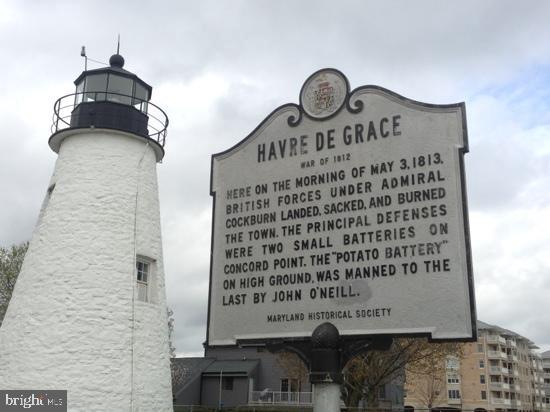 HAVRE DE GRACE
WAR OF 1812
HERE ON THE MORNING OF MAY 3, 1813,
BRITISH FORCES UNDER ADMIRAL
COCKBURN LANDED, SACKED, AND BURNED
THE TOWN. THE PRINCIPAL DEFENSES
WERE TWO SMALL BATTERIES ON
CONCORD POINT. THE "POTATO BATTERY"
ON HIGH GROUND, WAS MANNED TO THE
LAST BY JOHN O'NEILL.
MARYLAND HISTORICAL SOCIETY
bright MLS